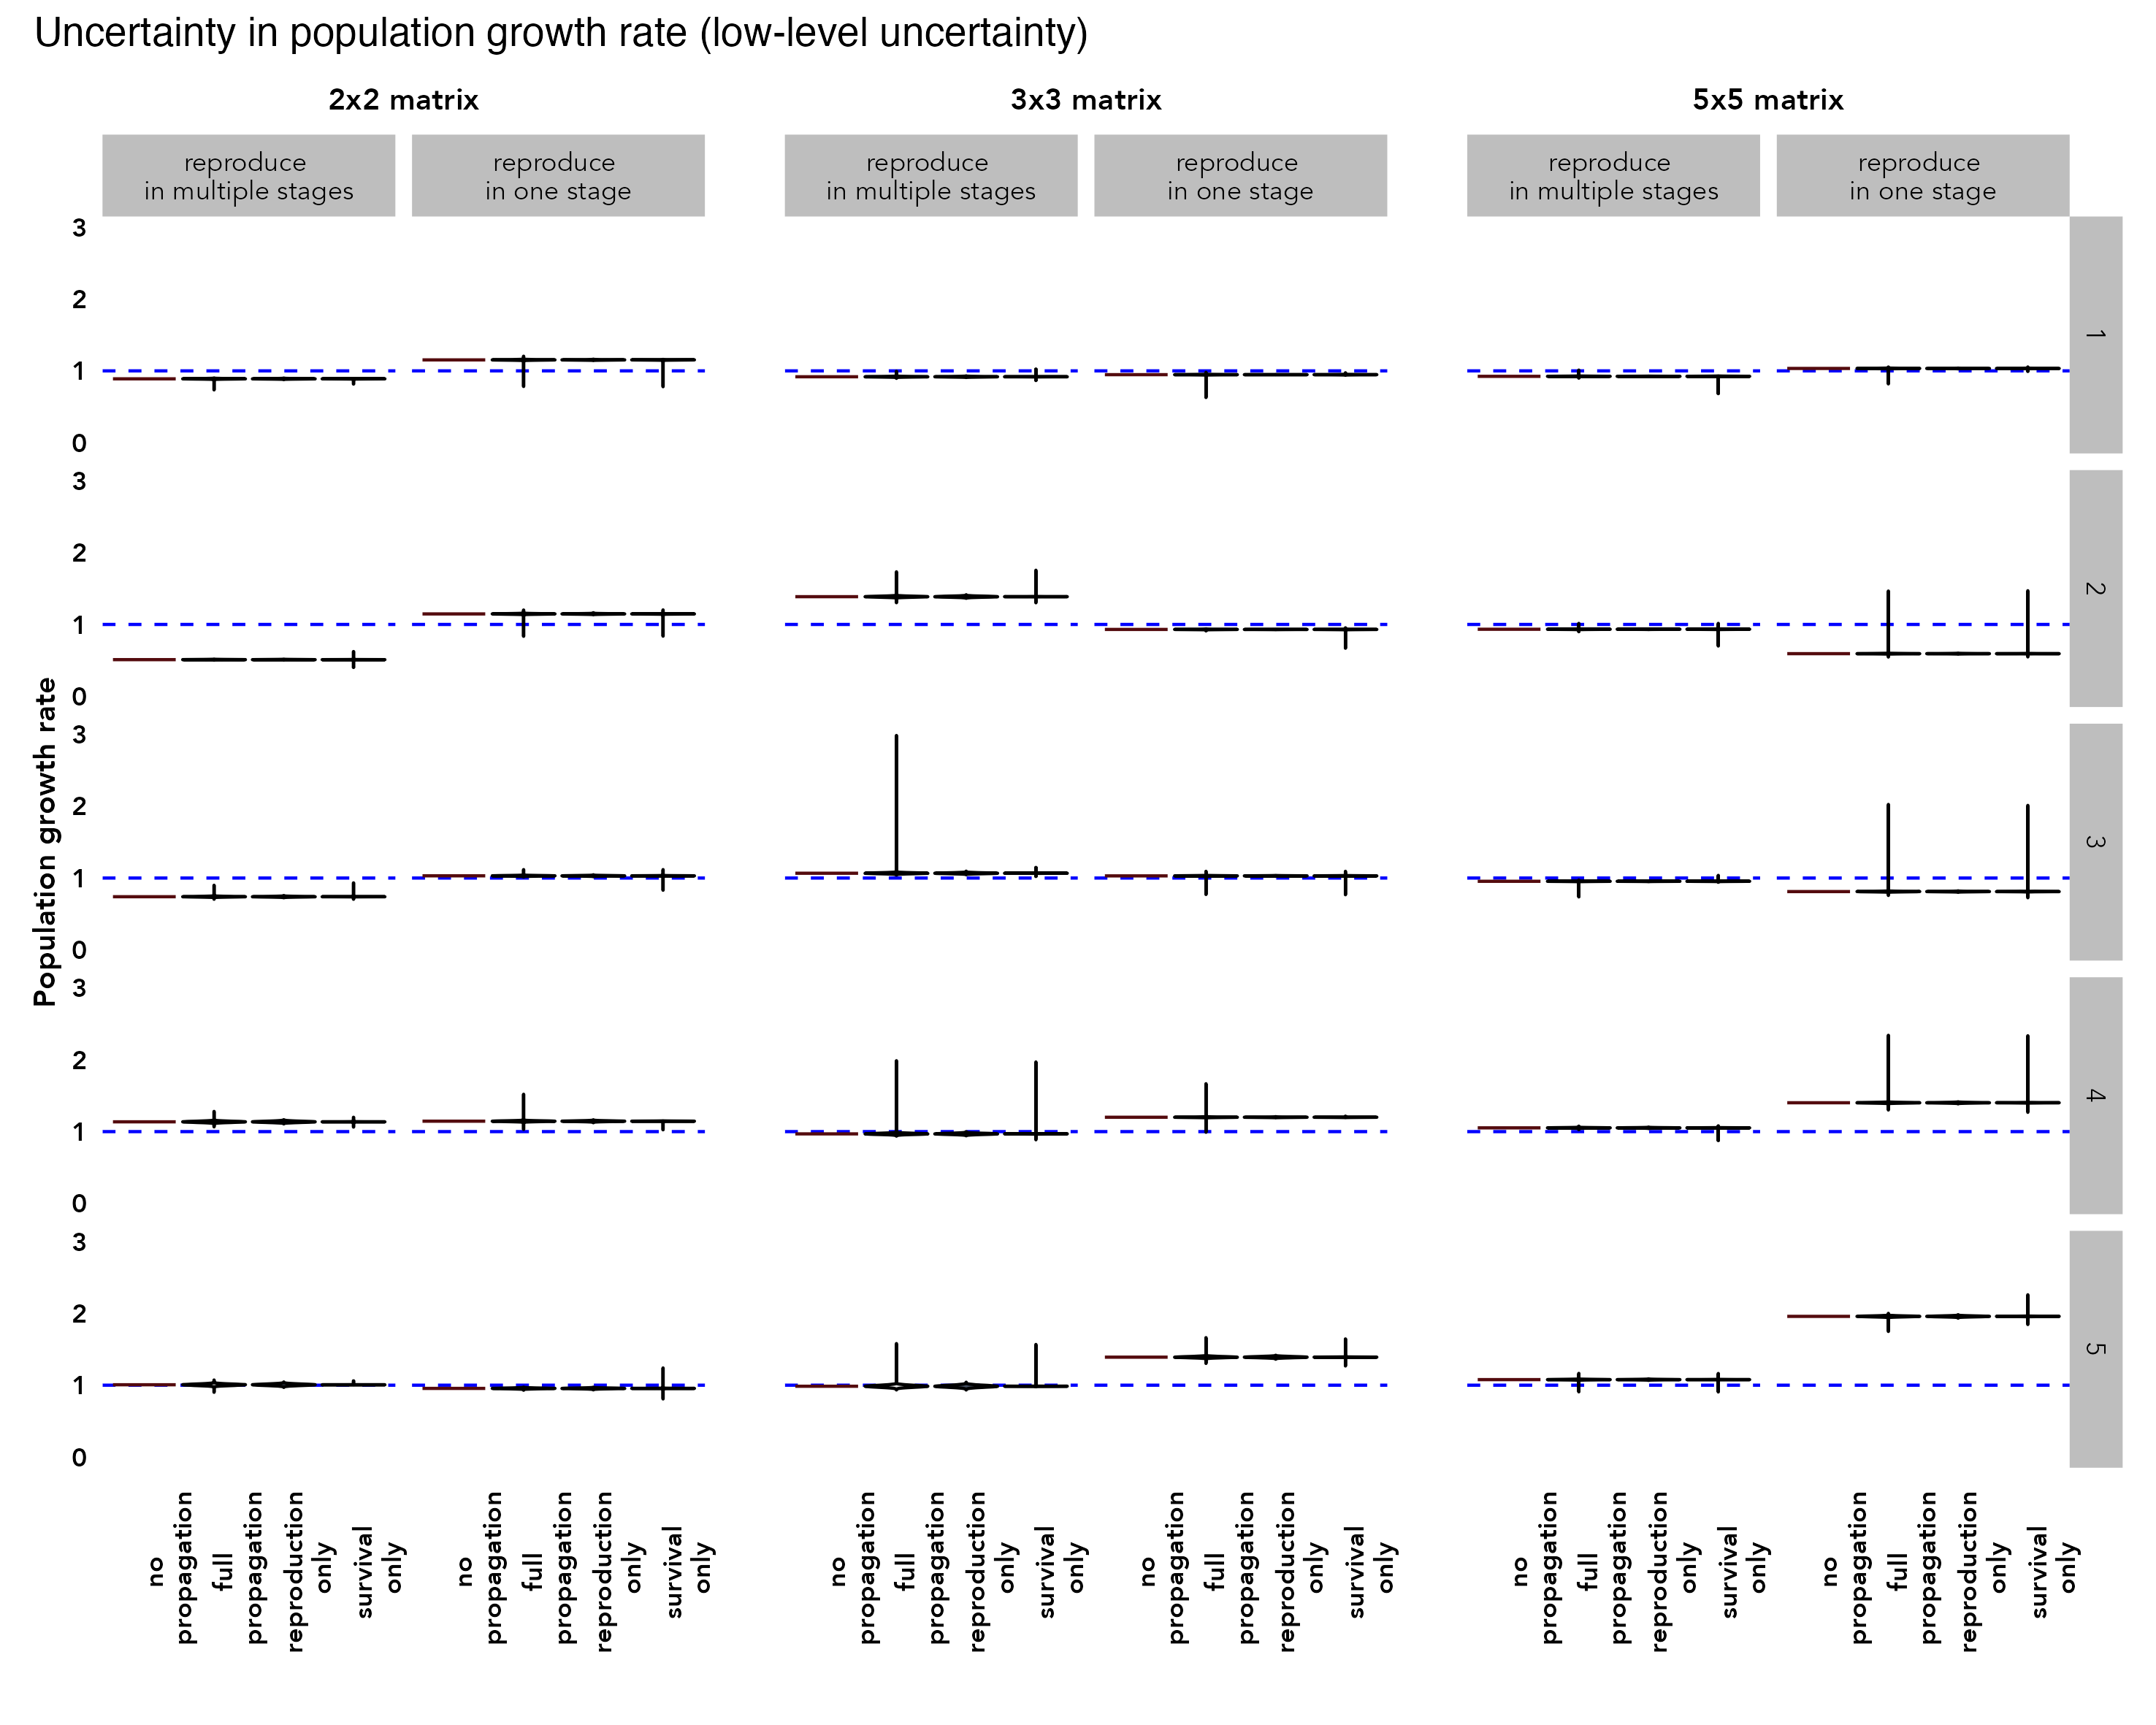 Uncertainty in population growth rate (low-level uncertainty)
2x2 matrix
3x3 matrix
5x5 matrix
reproduce
in multiple stages
reproduce
in one stage
reproduce
in multiple stages
reproduce
in one stage
reproduce
in multiple stages
reproduce
in one stage
Population growth rate
3
2
1
0
1
3
2
1
0
2
3
2
1
0
3
3
2
1
0
4
3
2
1
0
5
no
propagation
full
propagation
reproduction
only
survival
only
no
propagation
full
propagation
reproduction
only
survival
only
no
propagation
full
propagation
reproduction
only
survival
only
no
propagation
full
propagation
reproduction
only
survival
only
no
propagation
full
propagation
reproduction
only
survival
only
no
propagation
full
propagation
reproduction
only
survival
only